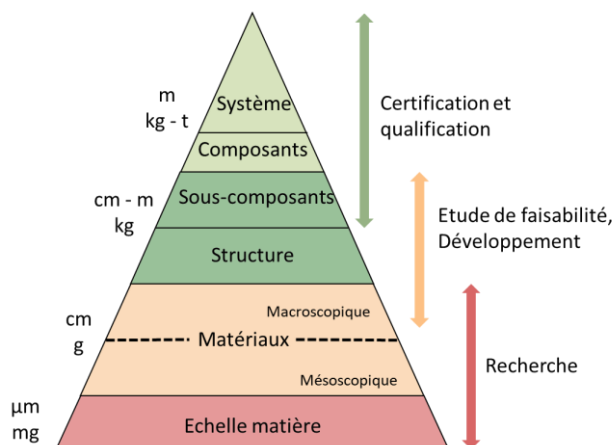 m
kg - t
Système
Composants
Certification et
qualification
cm - m
kg
Sous-composants
Structure
Etude de faisabilité,
Développement
cm
g
Macroscopique
Matériaux
Mésoscopique
Recherche
µm
mg
Echelle matière